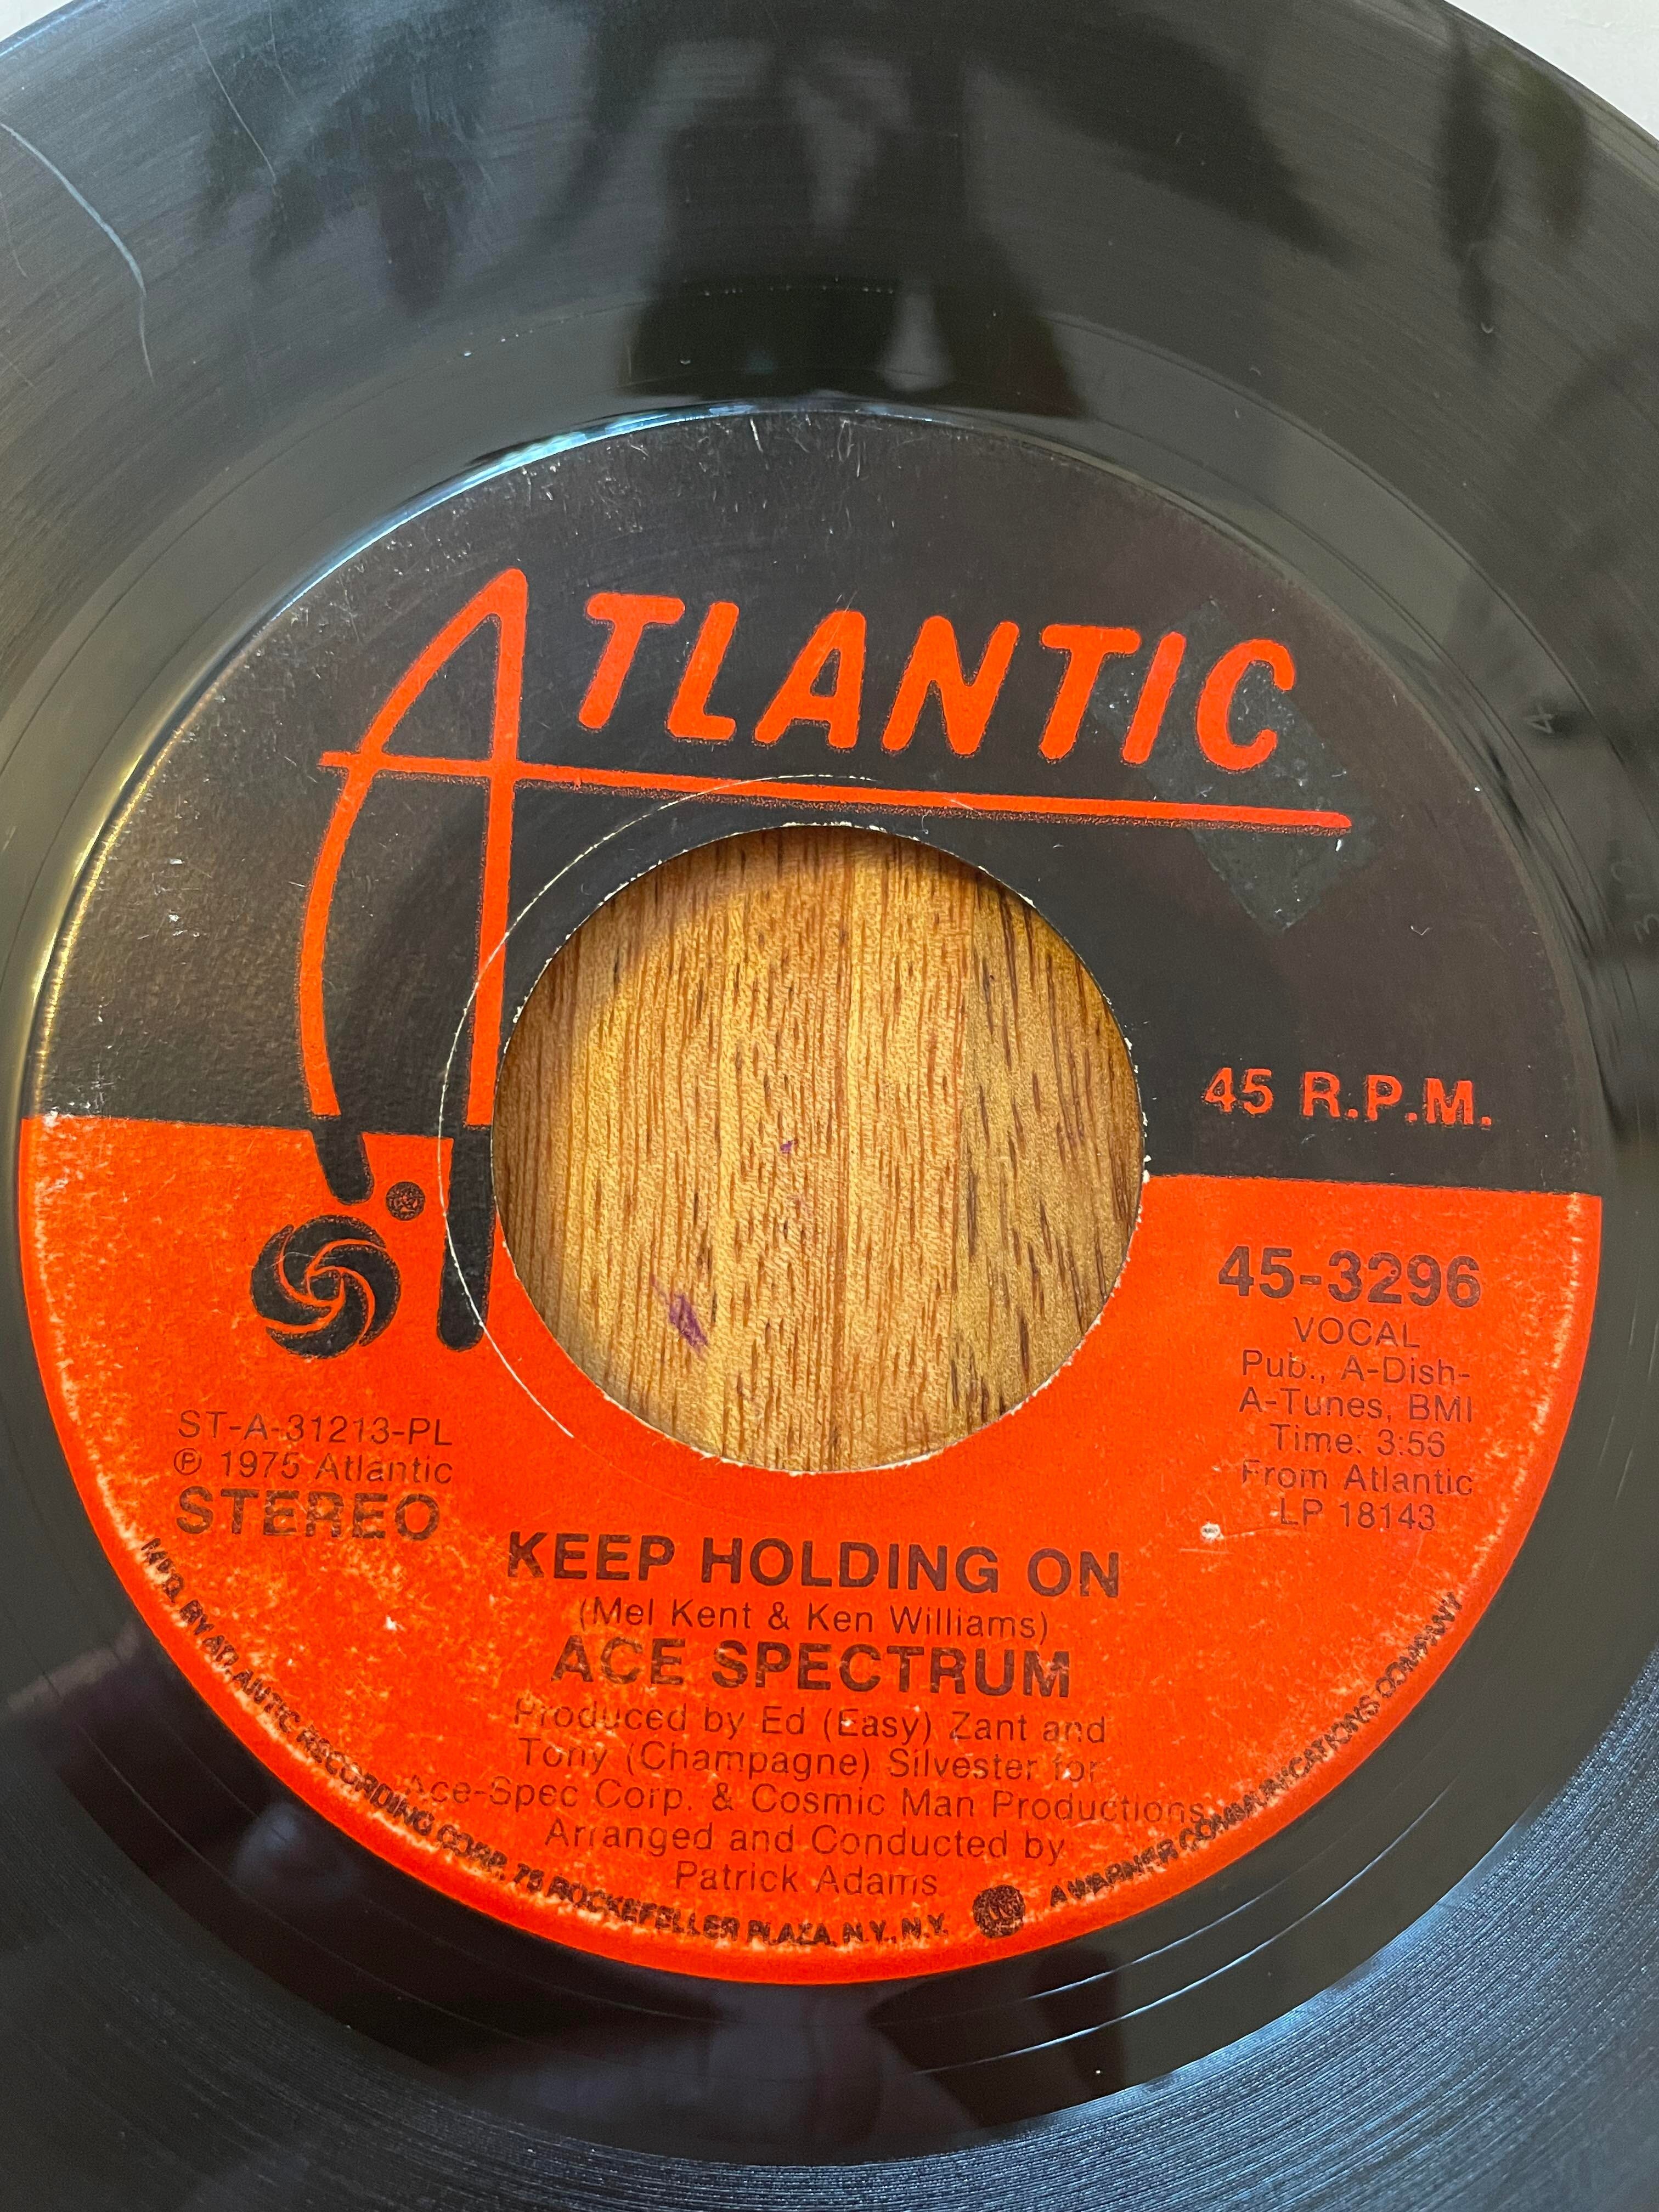 ATLANTIC
45 R.P.M.
45-3296
VOCAL
Pub., A-Dish-
A-Tunes, BMI
Time: 3:56
From Atlantic
LP 18143
ST-A-31213-PL
℗ 1975 Atlantic
STEREO
KEEP HOLDING ON
(Mel Kent & Ken Williams)
ACE SPECTRUM
Produced by Ed (Easy) Zant and
Tony (Champagne) Silvester for
Ace-Spec Corp. & Cosmic Man Productions
Arranged and Conducted by
Patrick Adams
MFG. BY ATLANTIC RECORDING CORP. 75 ROCKEFELLER PLAZA, N.Y., N.Y. A WARNER COMMUNICATIONS COMPANY